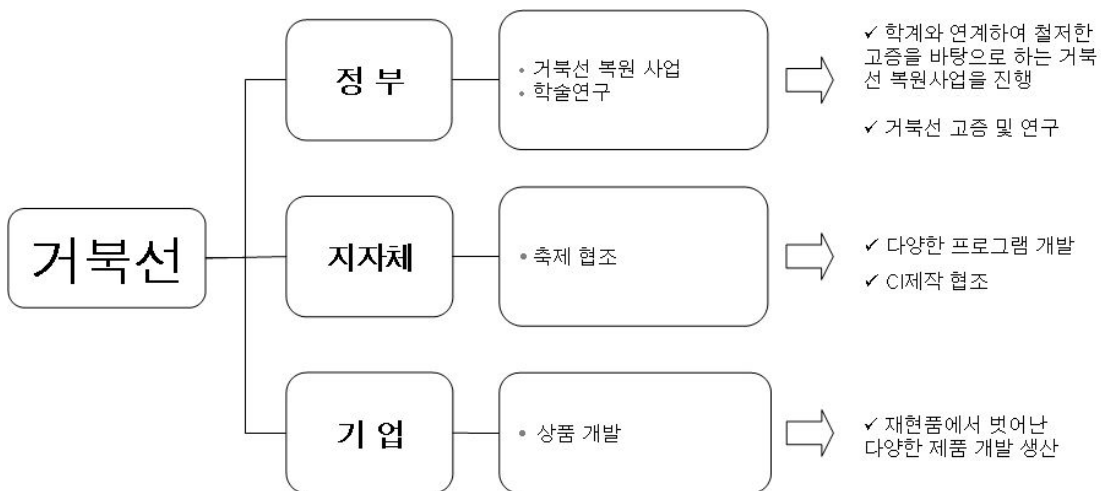 거북선
정 부
• 거북선 복원 사업
• 학술연구
✓ 학계와 연계하여 철저한
고증을 바탕으로 하는 거북
선 복원사업을 진행
✓ 거북선 고증 및 연구
지자체
• 축제 협조
✓ 다양한 프로그램 개발
✓ CI제작 협조
기 업
• 상품 개발
✓ 재현품에서 벗어난
다양한 제품 개발 생산